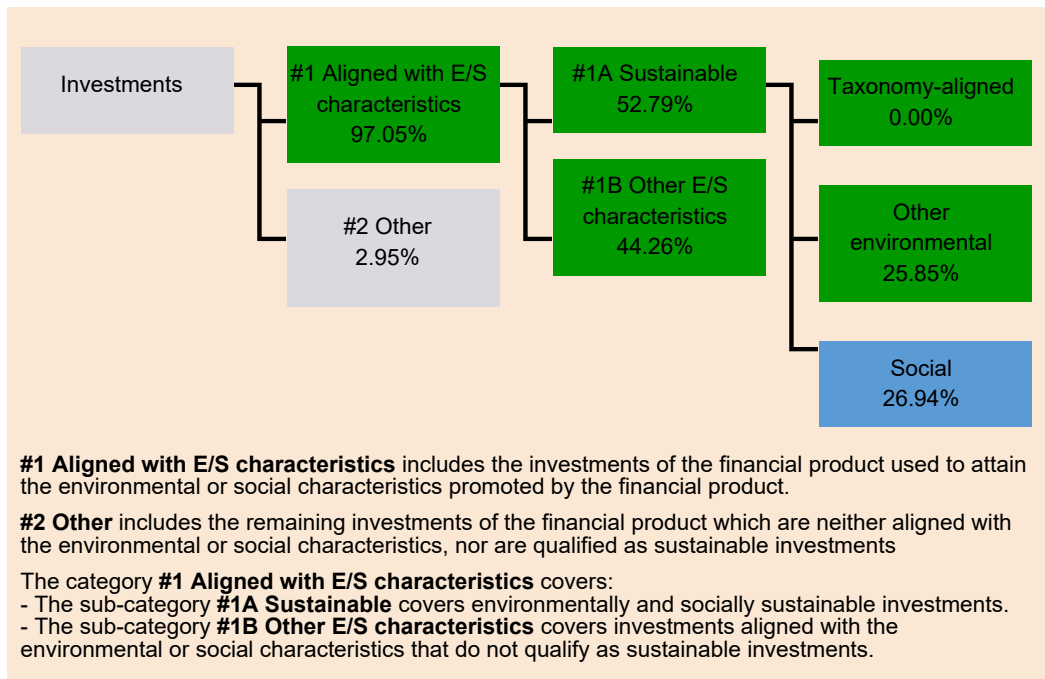 Investments
#1 Aligned with E/S
characteristics
97.05%
#2 Other
2.95%
#1A Sustainable
52.79%
#1B Other E/S
characteristics
44.26%
Taxonomy-aligned
0.00%
Other
environmental
25.85%
Social
26.94%
#1 Aligned with E/S characteristics includes the investments of the financial product used to attain
the environmental or social characteristics promoted by the financial product.
#2 Other includes the remaining investments of the financial product which are neither aligned with
the environmental or social characteristics, nor are qualified as sustainable investments
The category #1 Aligned with E/S characteristics covers:
- The sub-category #1A Sustainable covers environmentally and socially sustainable investments.
- The sub-category #1B Other E/S characteristics covers investments aligned with the
environmental or social characteristics that do not qualify as sustainable investments.